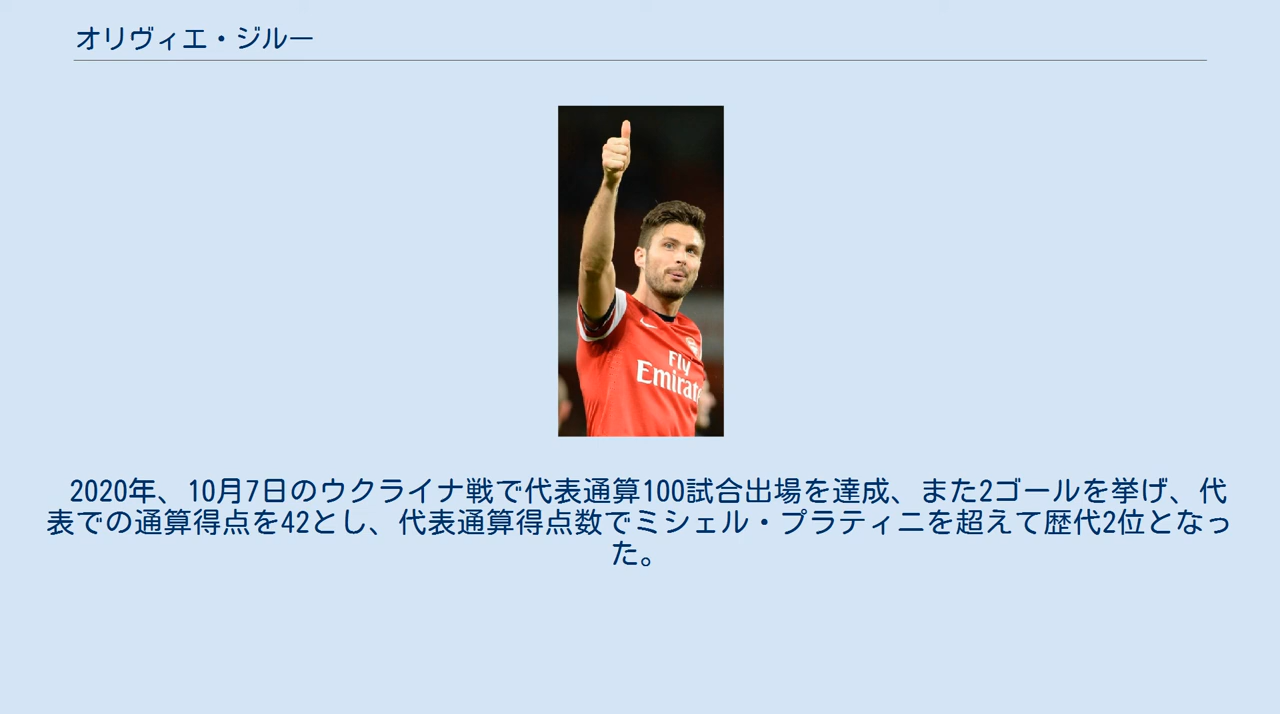 オリヴィエ・ジルー
Fly
Emirat
2020年、10月7日のウクライナ戦で代表通算100試合出場を達成、また2ゴールを挙げ、代
表での通算得点を42とし、代表通算得点数でミシェル・プラティニを超えて歴代2位となっ
た。